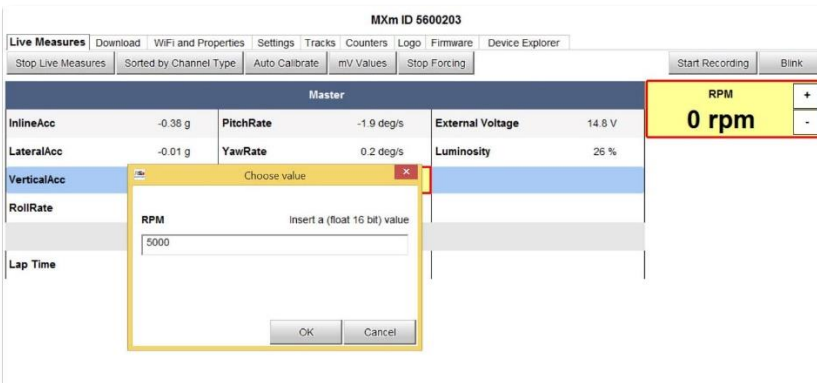 MXm ID 5600203
Live Measures Download WiFi and Properties Settings Tracks Counters Logo Firmware Device Explorer
Stop Live Measures Sorted by Channel Type Auto Calibrate mV Values Stop Forcing Start Recording Blink
Master
RPM +
0 rpm -
InlineAcc -0.38 g PitchRate -1.9 deg/s External Voltage 14.8 V
LateralAcc -0.01 g YawRate 0.2 deg/s Luminosity 26 %
VerticalAcc
RollRate
Lap Time
Choose value x
RPM Insert a (float 16 bit) value
5000
OK Cancel